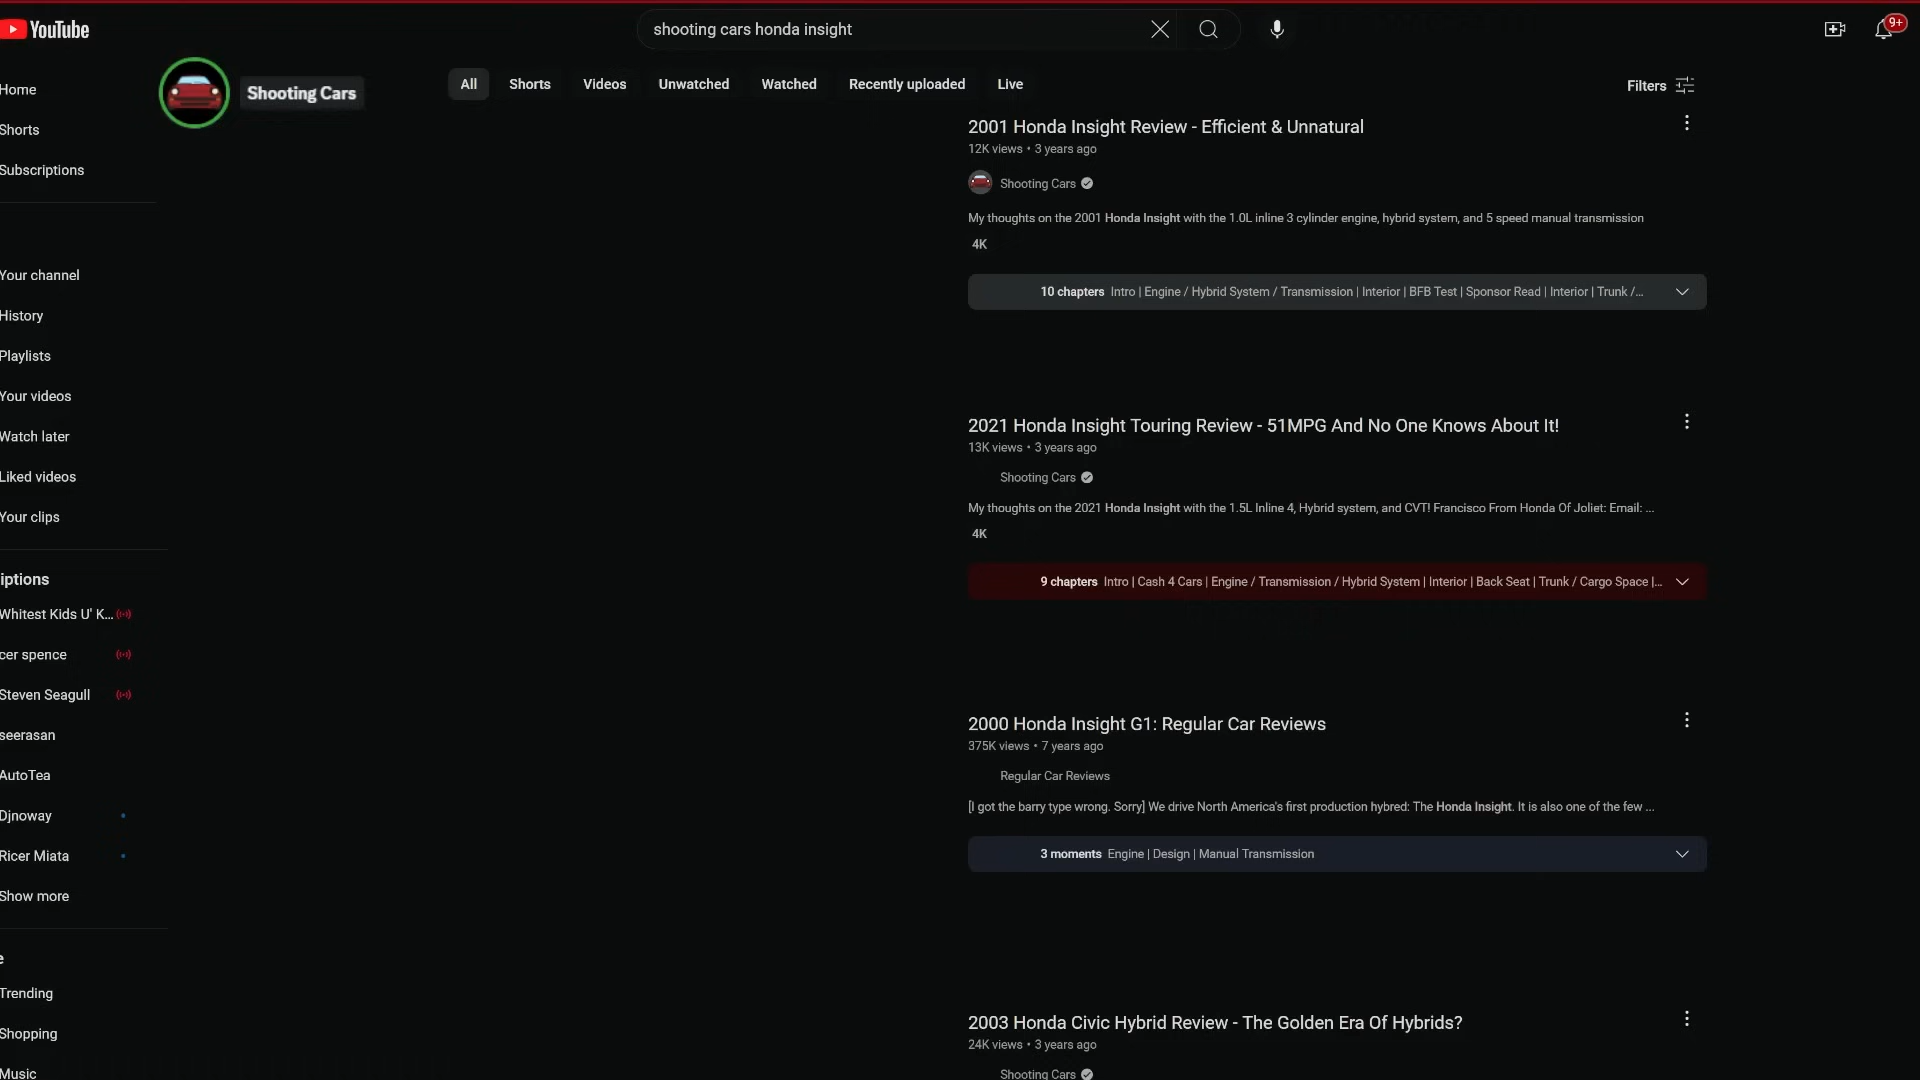 YouTube
shooting cars honda insight
9+
Shooting Cars
All
Shorts
Videos
Unwatched
Watched
Recently uploaded
Live
Filters
Home
Shorts
Subscriptions
Your channel
History
Playlists
Your videos
Watch later
Liked videos
Your clips
iptions
Whitest Kids U' K...
cer spence
Steven Seagull
seerasan
AutoTea
Djnoway
Ricer Miata
Show more
e
Trending
Shopping
Music
2001 Honda Insight Review - Efficient & Unnatural
12K views • 3 years ago
Shooting Cars
My thoughts on the 2001 Honda Insight with the 1.0L inline 3 cylinder engine, hybrid system, and 5 speed manual transmission
4K
10 chapters Intro | Engine / Hybrid System / Transmission | Interior | BFB Test | Sponsor Read | Interior | Trunk /...
2021 Honda Insight Touring Review - 51MPG And No One Knows About It!
13K views • 3 years ago
Shooting Cars
My thoughts on the 2021 Honda Insight with the 1.5L Inline 4, Hybrid system, and CVT! Francisco From Honda Of Joliet: Email: ...
4K
9 chapters Intro | Cash 4 Cars | Engine / Transmission / Hybrid System | Interior | Back Seat | Trunk / Cargo Space |...
2000 Honda Insight G1: Regular Car Reviews
375K views • 7 years ago
Regular Car Reviews
[I got the barry type wrong. Sorry] We drive North America's first production hybred: The Honda Insight. It is also one of the few ...
3 moments Engine | Design | Manual Transmission
2003 Honda Civic Hybrid Review - The Golden Era Of Hybrids?
24K views • 3 years ago
Shooting Cars